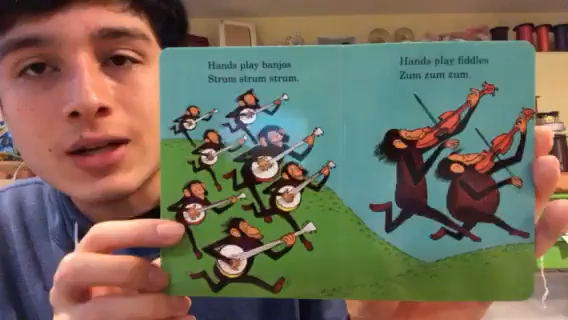 Hands play banjos
Strum strum strum.
Hands play fiddles
Zum zum zum.